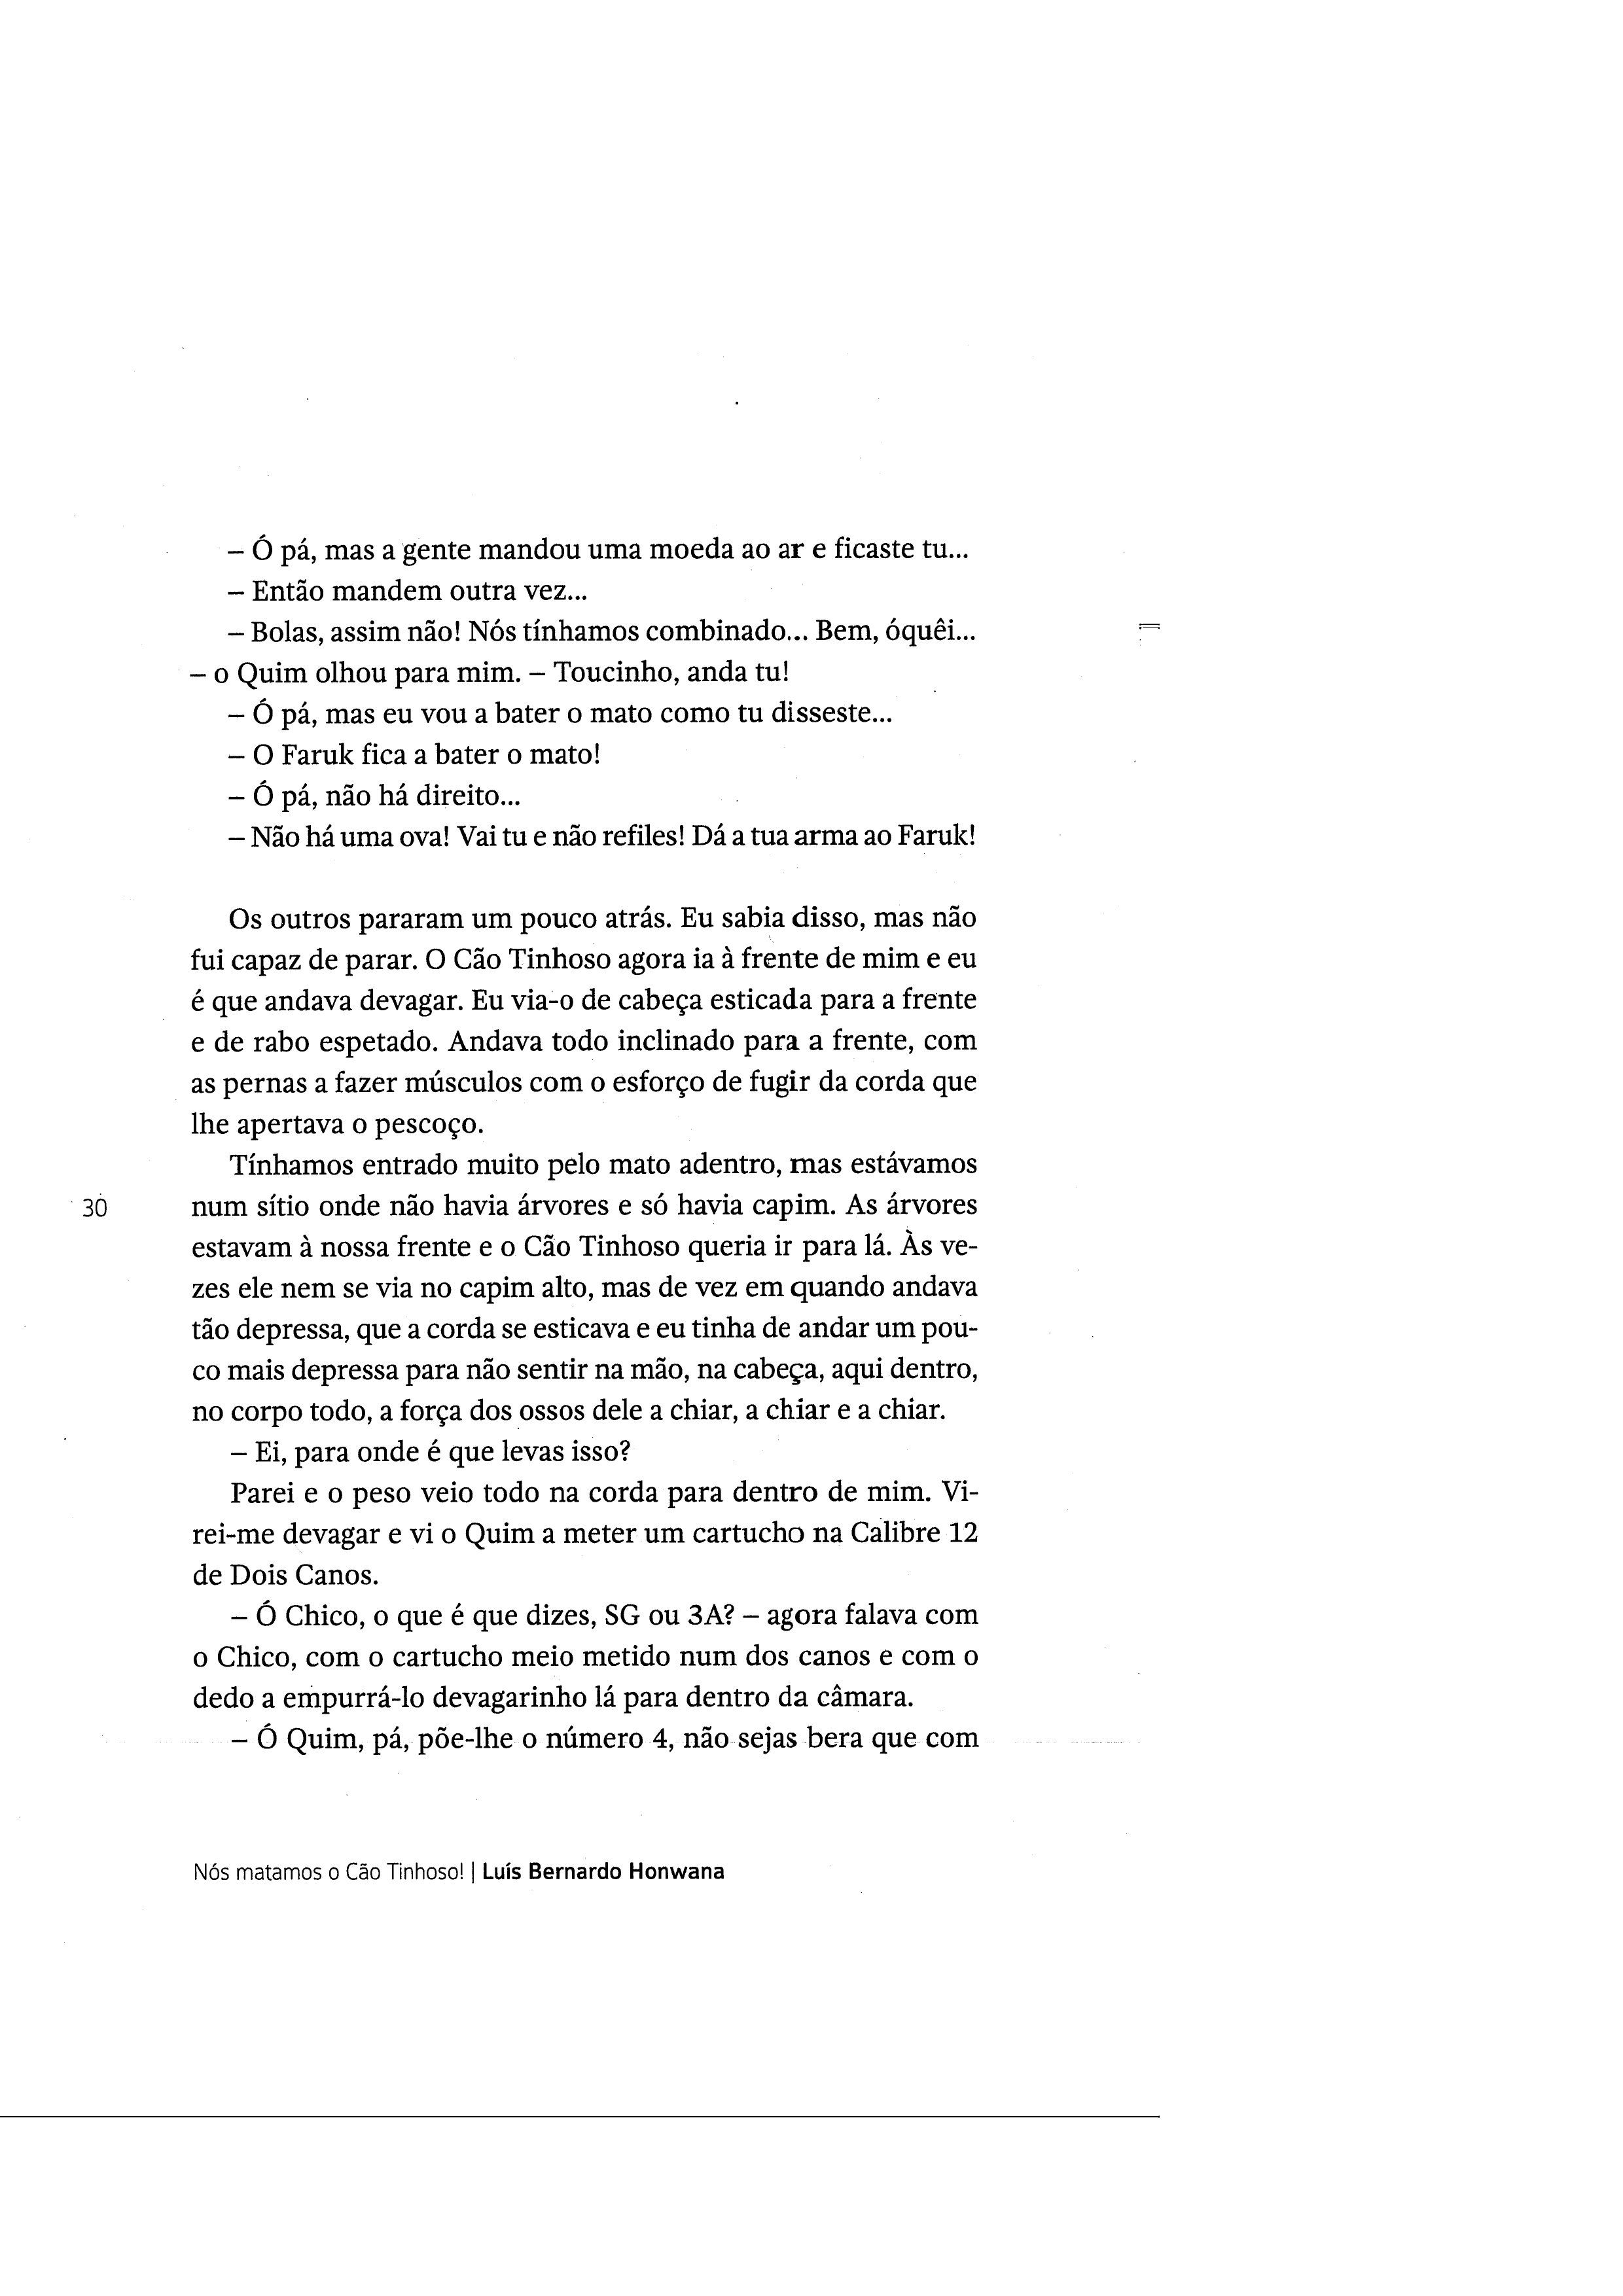 – Ó pá, mas a gente mandou uma moeda ao ar e ficaste tu...
– Então mandem outra vez...
– Bolas, assim não! Nós tínhamos combinado... Bem, óquêi...
– o Quim olhou para mim. – Toucinho, anda tu!
– Ó pá, mas eu vou a bater o mato como tu disseste...
– O Faruk fica a bater o mato!
– Ó pá, não há direito...
– Não há uma ova! Vai tu e não refiles! Dá a tua arma ao Faruk!
Os outros pararam um pouco atrás. Eu sabia disso, mas não
fui capaz de parar. O Cão Tinhoso agora ia à frente de mim e eu
é que andava devagar. Eu via-o de cabeça esticada para a frente
e de rabo espetado. Andava todo inclinado para a frente, com
as pernas a fazer músculos com o esforço de fugir da corda que
lhe apertava o pescoço.
Tínhamos entrado muito pelo mato adentro, mas estávamos
30 num sítio onde não havia árvores e só havia capim. As árvores
estavam à nossa frente e o Cão Tinhoso queria ir para lá. Às ve-
zes ele nem se via no capim alto, mas de vez em quando andava
tão depressa, que a corda se esticava e eu tinha de andar um pou-
co mais depressa para não sentir na mão, na cabeça, aqui dentro,
no corpo todo, a força dos ossos dele a chiar, a chiar e a chiar.
– Ei, para onde é que levas isso?
Parei e o peso veio todo na corda para dentro de mim. Vi-
rei-me devagar e vi o Quim a meter um cartucho na Calibre 12
de Dois Canos.
– Ó Chico, o que é que dizes, SG ou 3A? – agora falava com
o Chico, com o cartucho meio metido num dos canos e com o
dedo a empurrá-lo devagarinho lá para dentro da câmara.
– Ó Quim, pá, põe-lhe o número 4, não sejas bera que com
Nós matamos o Cão Tinhoso! | Luís Bernardo Honwana